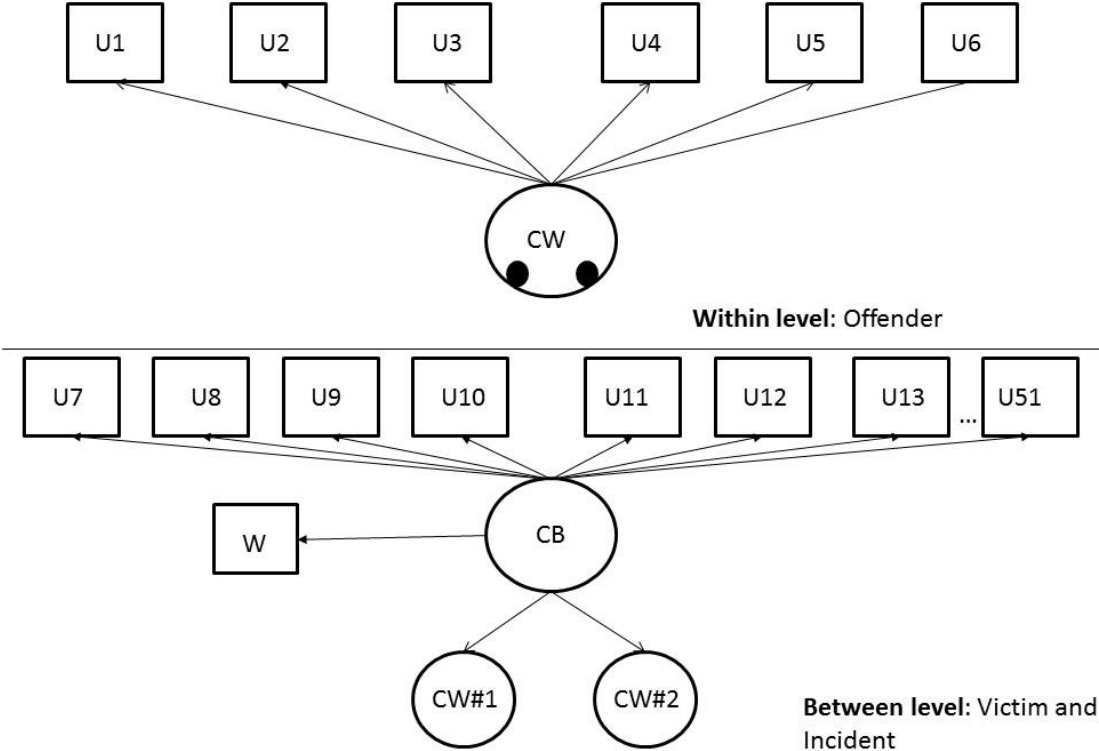 U1 U2 U3 U4 U5 U6
CW
Within level: Offender
U7 U8 U9 U10 U11 U12 U13 ... U51
W CB
CW#1 CW#2
Between level: Victim and
Incident